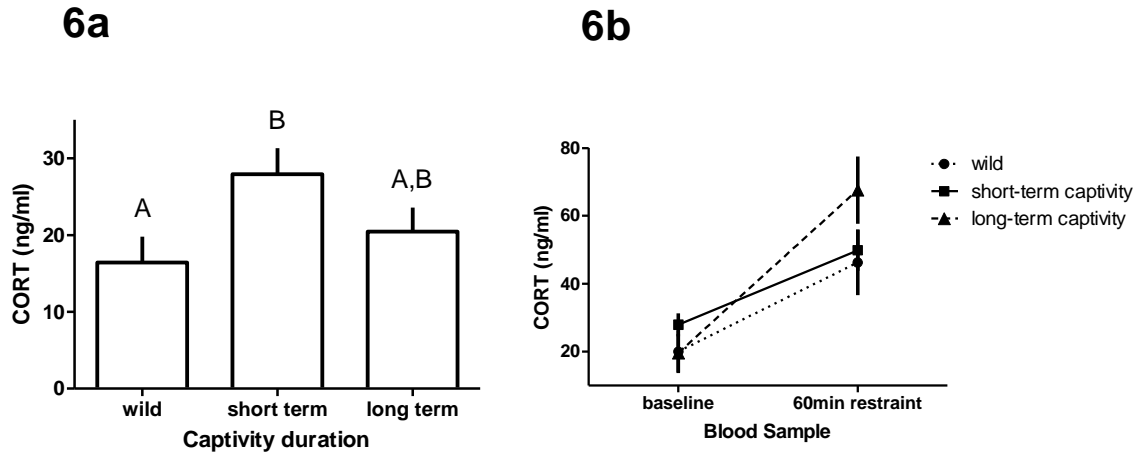 6a
6b
CORT (ng/ml)
30
20
10
0
A
B
A,B
wild
short term
long term
Captivity duration
CORT (ng/ml)
80
60
40
20
baseline
60min restraint
Blood Sample
wild
short-term captivity
long-term captivity